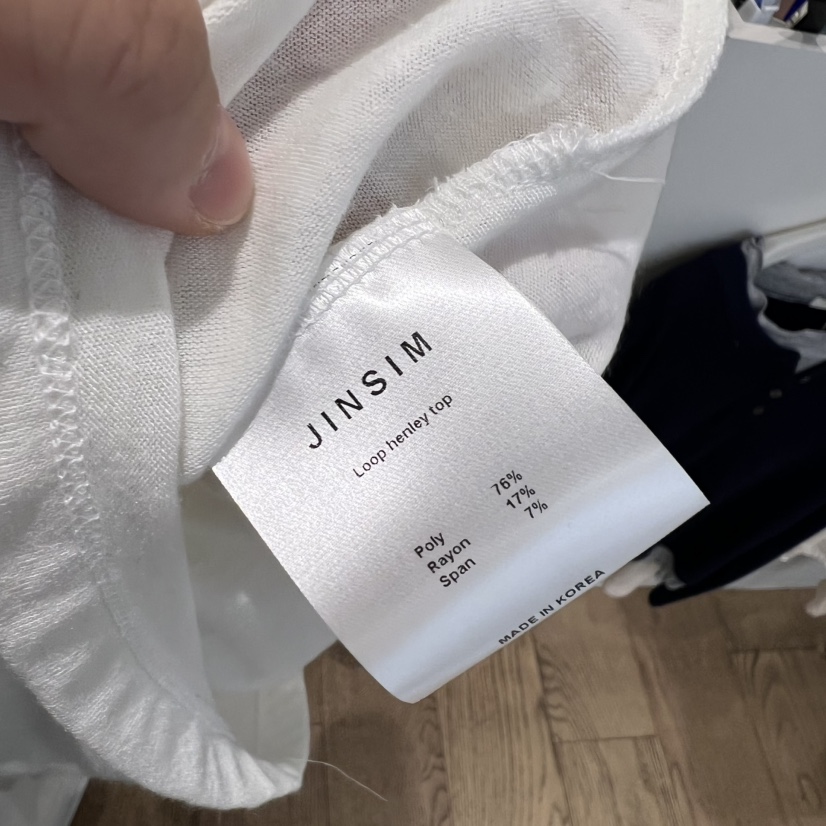 JINSIM
Loop henley top
Poly 76%
Rayon 17%
Span 7%
MADE IN KOREA